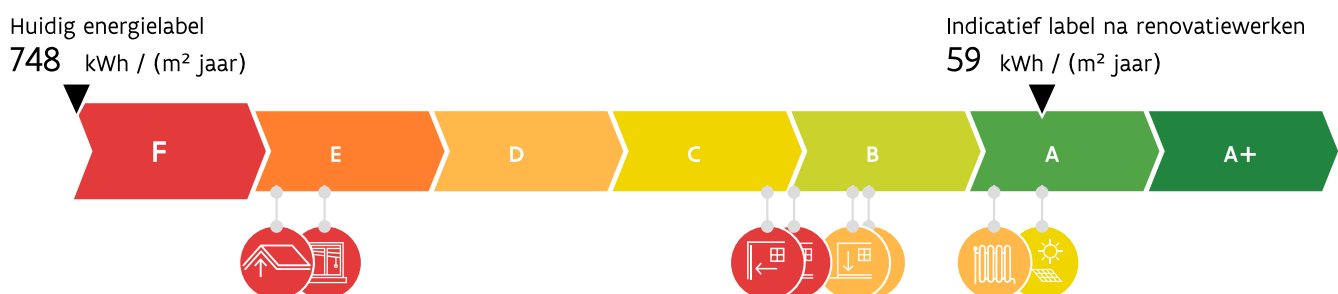 Huidig energielabel
748 kWh / (m² jaar)
Indicatief label na renovatiewerken
59 kWh / (m² jaar)
F E D C B A A+